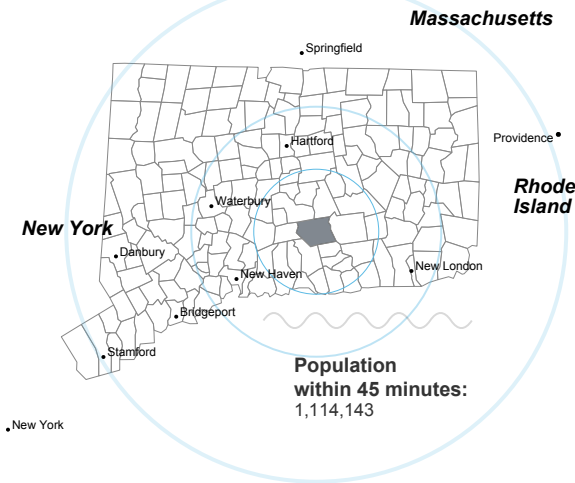 Massachusetts
Springfield
Providence
Hartford
Rhode
Island
Waterbury
New York
Danbury
New London
New Haven
Bridgeport
Stamford
Population
within 45 minutes:
1,114,143
New York